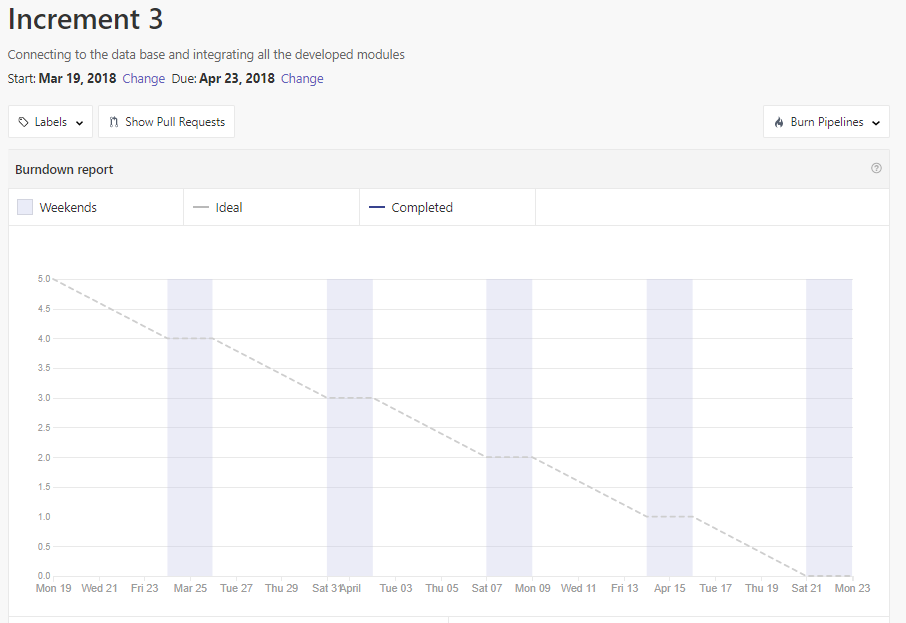 Increment 3
Connecting to the data base and integrating all the developed modules
Start: Mar 19, 2018 Change Due: Apr 23, 2018 Change
Labels Show Pull Requests Burn Pipelines
Burndown report
Weekends Ideal Completed
5.0
4.5
4.0
3.5
3.0
2.5
2.0
1.5
1.0
0.5
0.0
Mon 19 Wed 21 Fri 23 Mar 25 Tue 27 Thu 29 Sat 31 April Tue 03 Thu 05 Sat 07 Mon 09 Wed 11 Fri 13 Apr 15 Tue 17 Thu 19 Sat 21 Mon 23